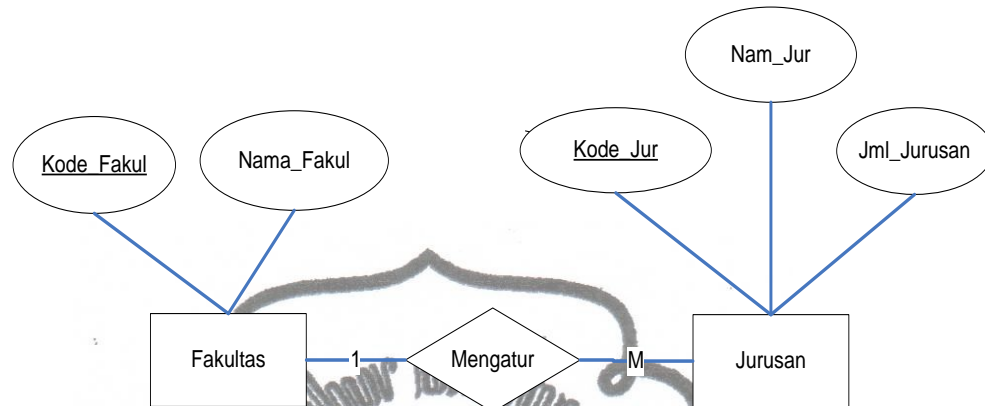 Nam_Jur
Kode_Fakul
Nama_Fakul
Kode_Jur
Jml_Jurusan
Fakultas
1
Mengatur
M
Jurusan